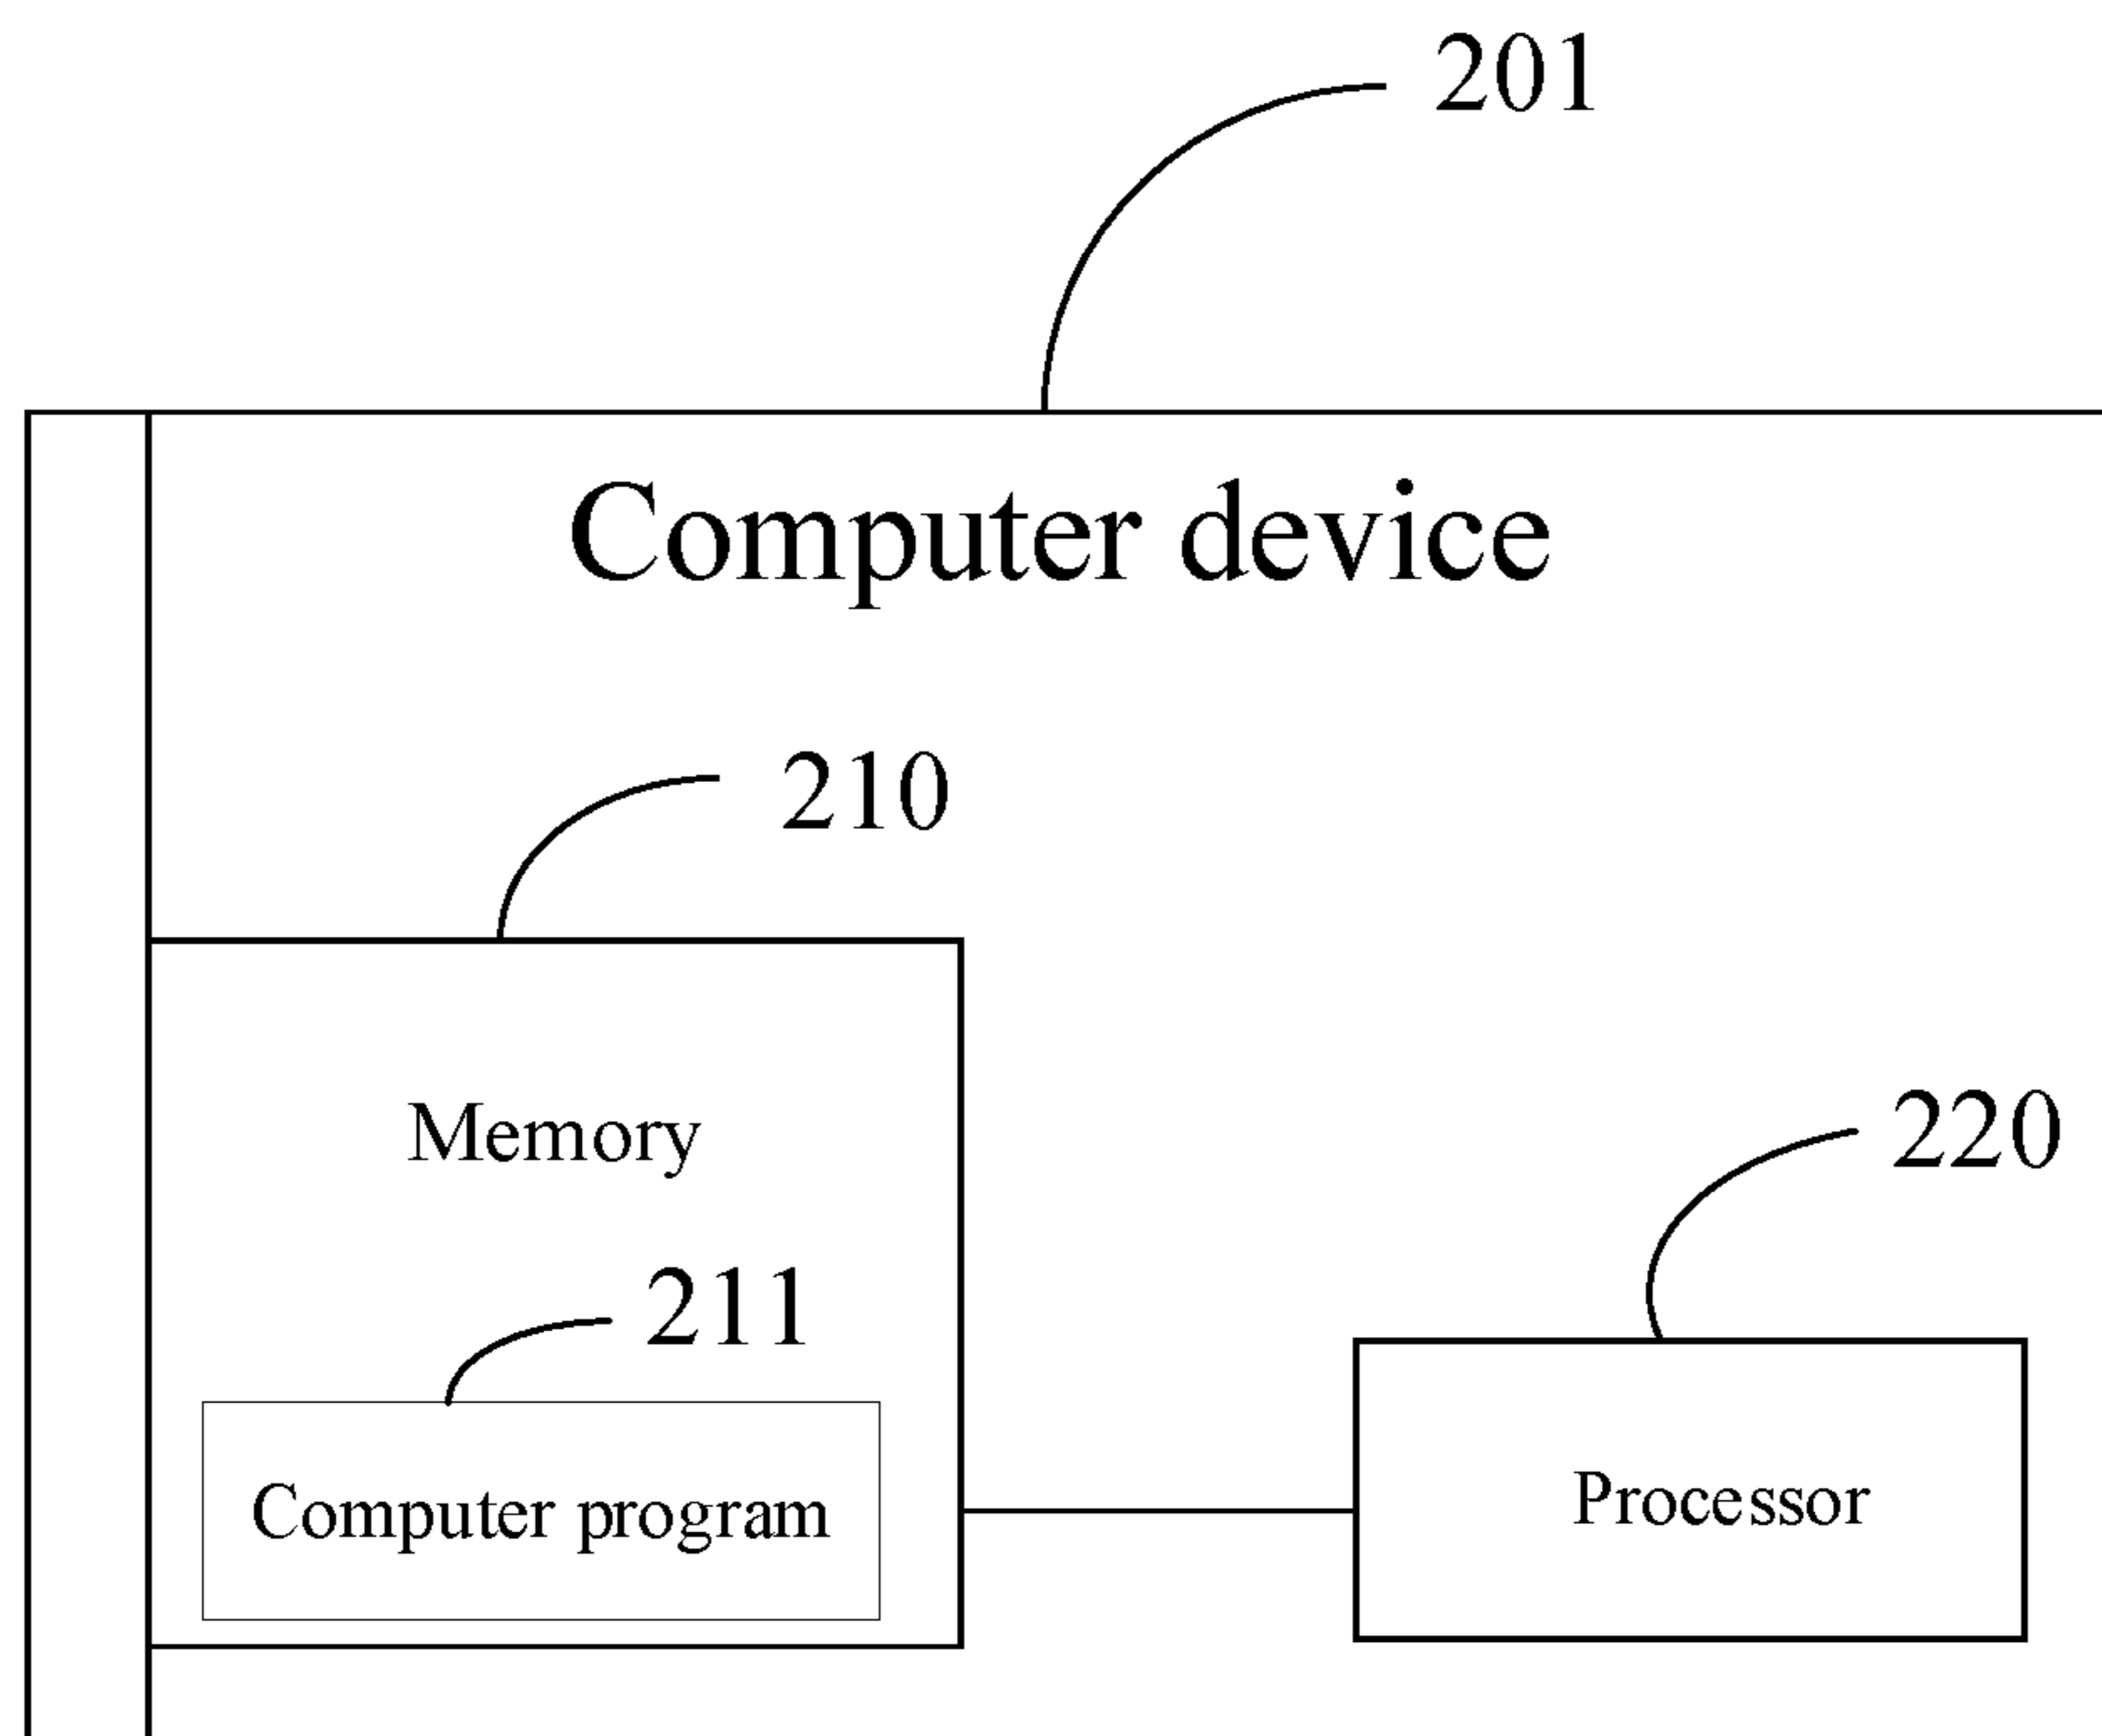 201
Computer device
210
Memory
220
211
Computer program
Processor